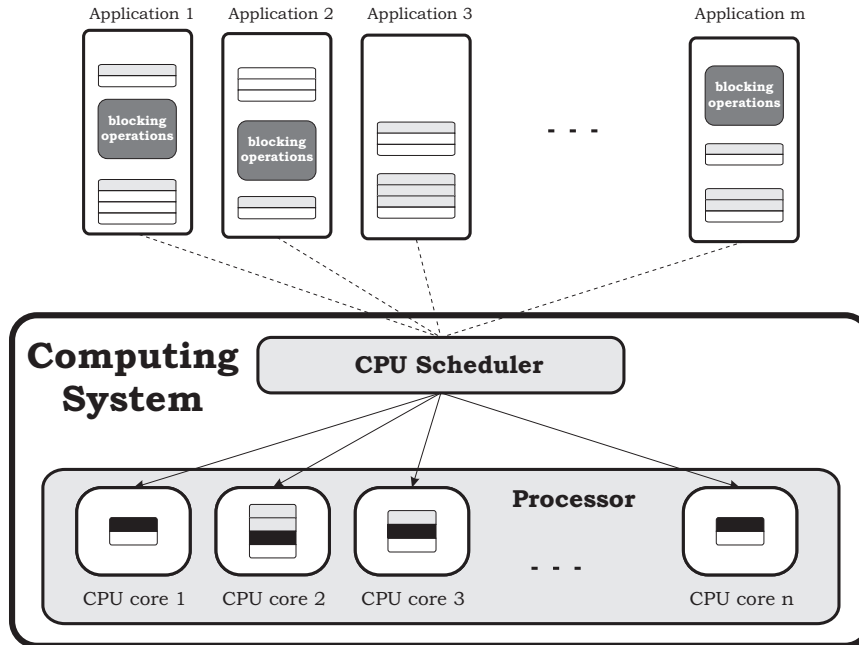 Application 1
Application 2
Application 3
Application m
blocking
operations
blocking
operations
- - -
blocking
operations
Computing
System
CPU Scheduler
Processor
- - -
CPU core 1
CPU core 2
CPU core 3
CPU core n